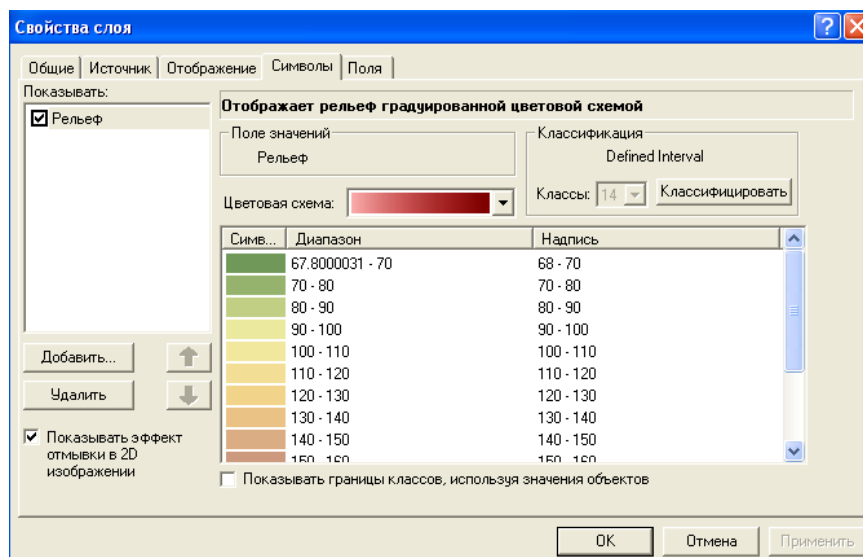 Свойства слоя
Общие Источник Отображение Символы Поля
Показывать:
Рельеф
Отображает рельеф градуированной цветовой схемой
Поле значений
Рельеф
Классификация
Defined Interval
Классы: 14 Классифицировать
Цветовая схема:
Симв... Диапазон Надпись
67.8000031 - 70 68 - 70
70 - 80 70 - 80
80 - 90 80 - 90
90 - 100 90 - 100
100 - 110 100 - 110
110 - 120 110 - 120
120 - 130 120 - 130
130 - 140 130 - 140
140 - 150 140 - 150
150 - 160 150 - 160
Добавить...
Удалить
Показывать эффект
отмывки в 2D
изображении
Показывать границы классов, используя значения объектов
OK Отмена Применить